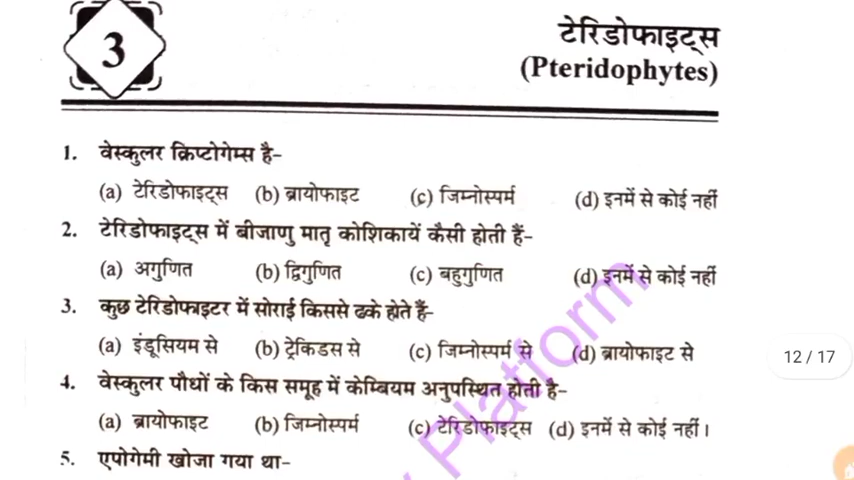 3
टेरिडोफाइट्स
(Pteridophytes)
1. वेस्कुलर क्रिप्टोगेम्स है-
(a) टेरिडोफाइट्स (b) ब्रायोफाइट (c) जिम्नोस्पर्म (d) इनमें से कोई नहीं
2. टेरिडोफाइट्स में बीजाणु मातृ कोशिकायें कैसी होती हैं-
(a) अगुणित (b) द्विगुणित (c) बहुगुणित (d) इनमें से कोई नहीं
3. कुछ टेरिडोफाइटर में सोराई किससे ढके होते हैं-
(a) इंडूसियम से (b) ट्रेकिडस से (c) जिम्नोस्पर्म से (d) ब्रायोफाइट से
12 / 17
4. वेस्कुलर पौधों के किस समूह में केम्बियम अनुपस्थित होती है-
(a) ब्रायोफाइट (b) जिम्नोस्पर्म (c) टेरिडोफाइट्स (d) इनमें से कोई नहीं।
5. एपोगेमी खोजा गया था-
Platform